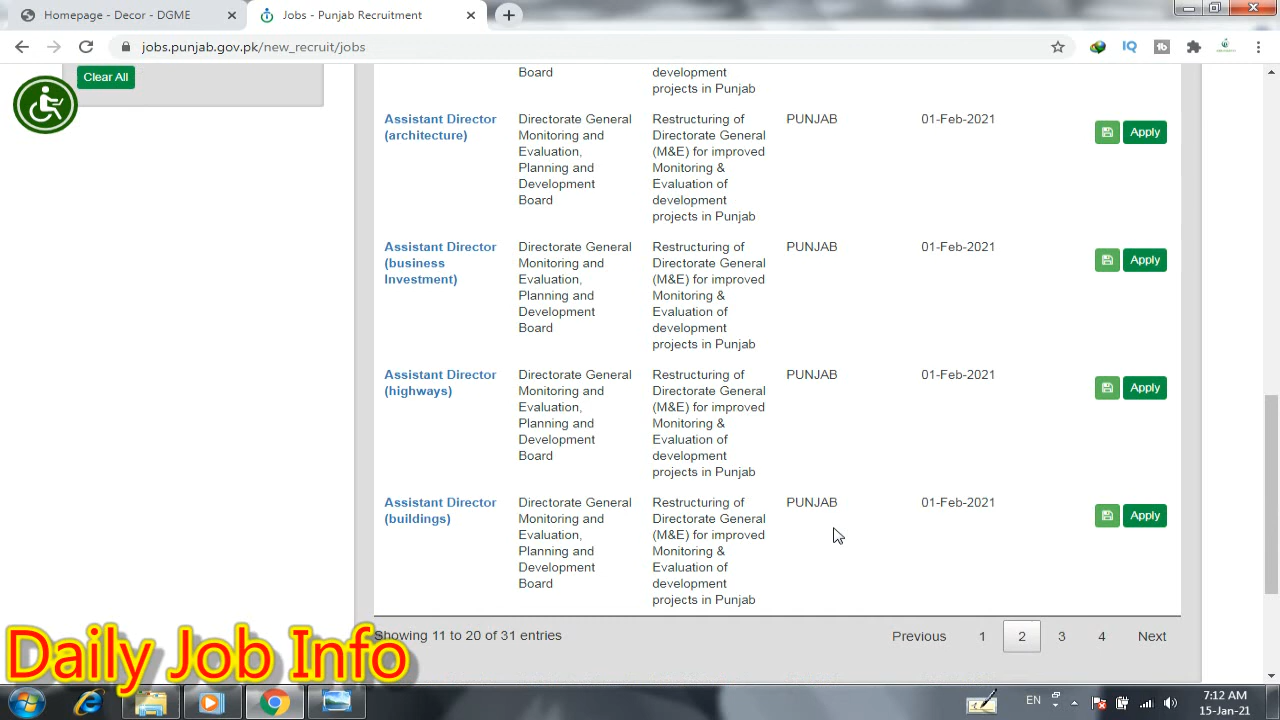 Homepage - Decor - DGME
Jobs - Punjab Recruitment
jobs.punjab.gov.pk/new_recruit/jobs
Clear All
Board
development
projects in Punjab
Assistant Director
(architecture)
Directorate General
Monitoring and
Evaluation,
Planning and
Development
Board
Restructuring of
Directorate General
(M&E) for improved
Monitoring &
Evaluation of
development
projects in Punjab
PUNJAB
01-Feb-2021
Apply
Assistant Director
(business
Investment)
Directorate General
Monitoring and
Evaluation,
Planning and
Development
Board
Restructuring of
Directorate General
(M&E) for improved
Monitoring &
Evaluation of
development
projects in Punjab
PUNJAB
01-Feb-2021
Apply
Assistant Director
(highways)
Directorate General
Monitoring and
Evaluation,
Planning and
Development
Board
Restructuring of
Directorate General
(M&E) for improved
Monitoring &
Evaluation of
development
projects in Punjab
PUNJAB
01-Feb-2021
Apply
Assistant Director
(buildings)
Directorate General
Monitoring and
Evaluation,
Planning and
Development
Board
Restructuring of
Directorate General
(M&E) for improved
Monitoring &
Evaluation of
development
projects in Punjab
PUNJAB
01-Feb-2021
Apply
Showing 11 to 20 of 31 entries
Previous 1 2 3 4 Next
Daily Job Info
EN
7:12 AM
15-Jan-21